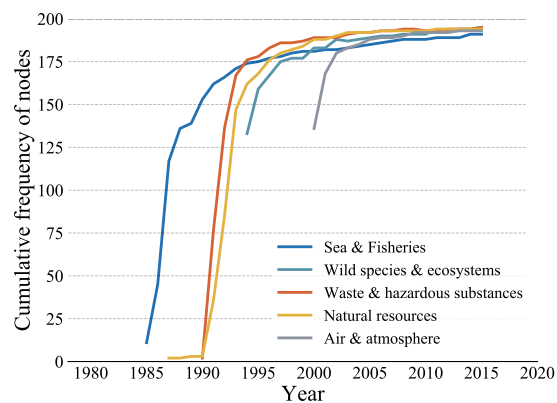 Cumulative frequency of nodes
200
175
150
125
100
75
50
25
0
Sea & Fisheries
Wild species & ecosystems
Waste & hazardous substances
Natural resources
Air & atmosphere
1980 1985 1990 1995 2000 2005 2010 2015 2020
Year